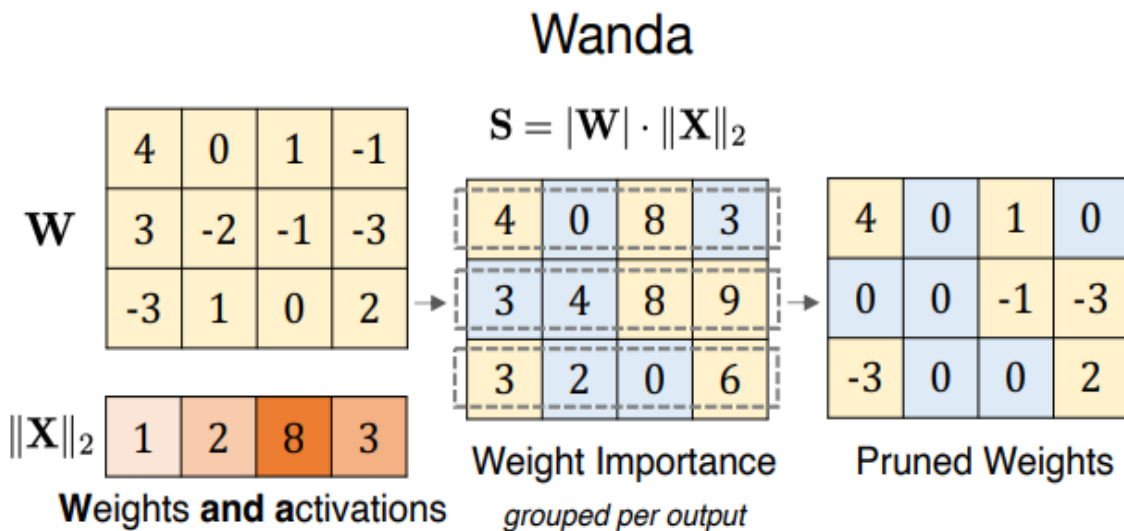 Wanda
S = |W| · ‖X‖₂
W
4 0 1 -1
3 -2 -1 -3
-3 1 0 2
‖X‖₂ 1 2 8 3
Weights and activations
4 0 8 3
3 4 8 9
3 2 0 6
Weight Importance
grouped per output
4 0 1 0
0 0 -1 -3
-3 0 0 2
Pruned Weights